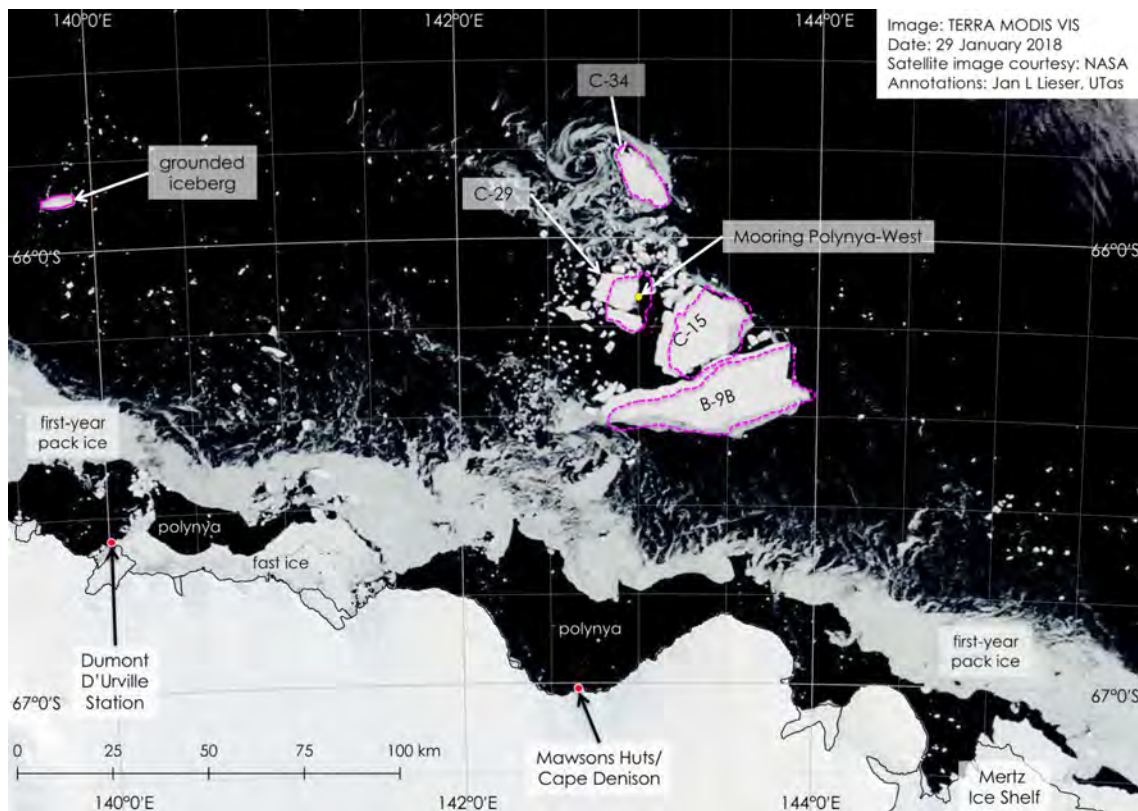 140°0'E
142°0'E
144°0'E
Image: TERRA MODIS VIS
Date: 29 January 2018
Satellite image courtesy: NASA
Annotations: Jan L Lieser, UTas
C-34
grounded
iceberg
C-29
Mooring Polynya-West
66°0'S
66°0'S
C-15
B-9B
first-year
pack ice
polynya
fast ice
polynya
first-year
pack ice
Dumont
D'Urville
Station
67°0'S
67°0'S
0 25 50 75 100 km
Mawsons Huts/
Cape Denison
Mertz
Ice Shelf
140°0'E
142°0'E
144°0'E